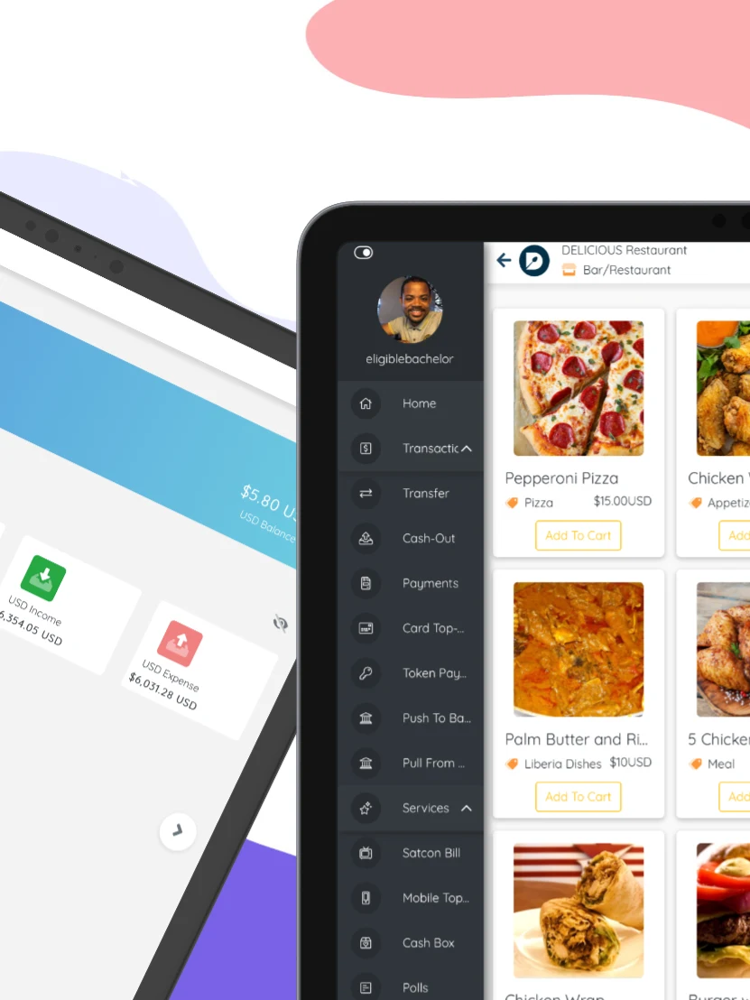 $5.80 U
USD Balance
USD Income
6,354.05 USD
USD Expense
$6,031.28 USD
eligiblebachelor
Home
Transactic
Transfer
Cash-Out
Payments
Card Top-...
Token Pay...
Push To Ba...
Pull From ...
Services
Satcon Bill
Mobile Top...
Cash Box
Polls
DELICIOUS Restaurant
Bar/Restaurant
Pepperoni Pizza
Pizza $15.00USD
Add To Cart
Chicken
Appetiz
Add
Palm Butter and Ri...
Liberia Dishes $10USD
Add To Cart
5 Chicke
Meal
Add
Chicken Wrap
Burger